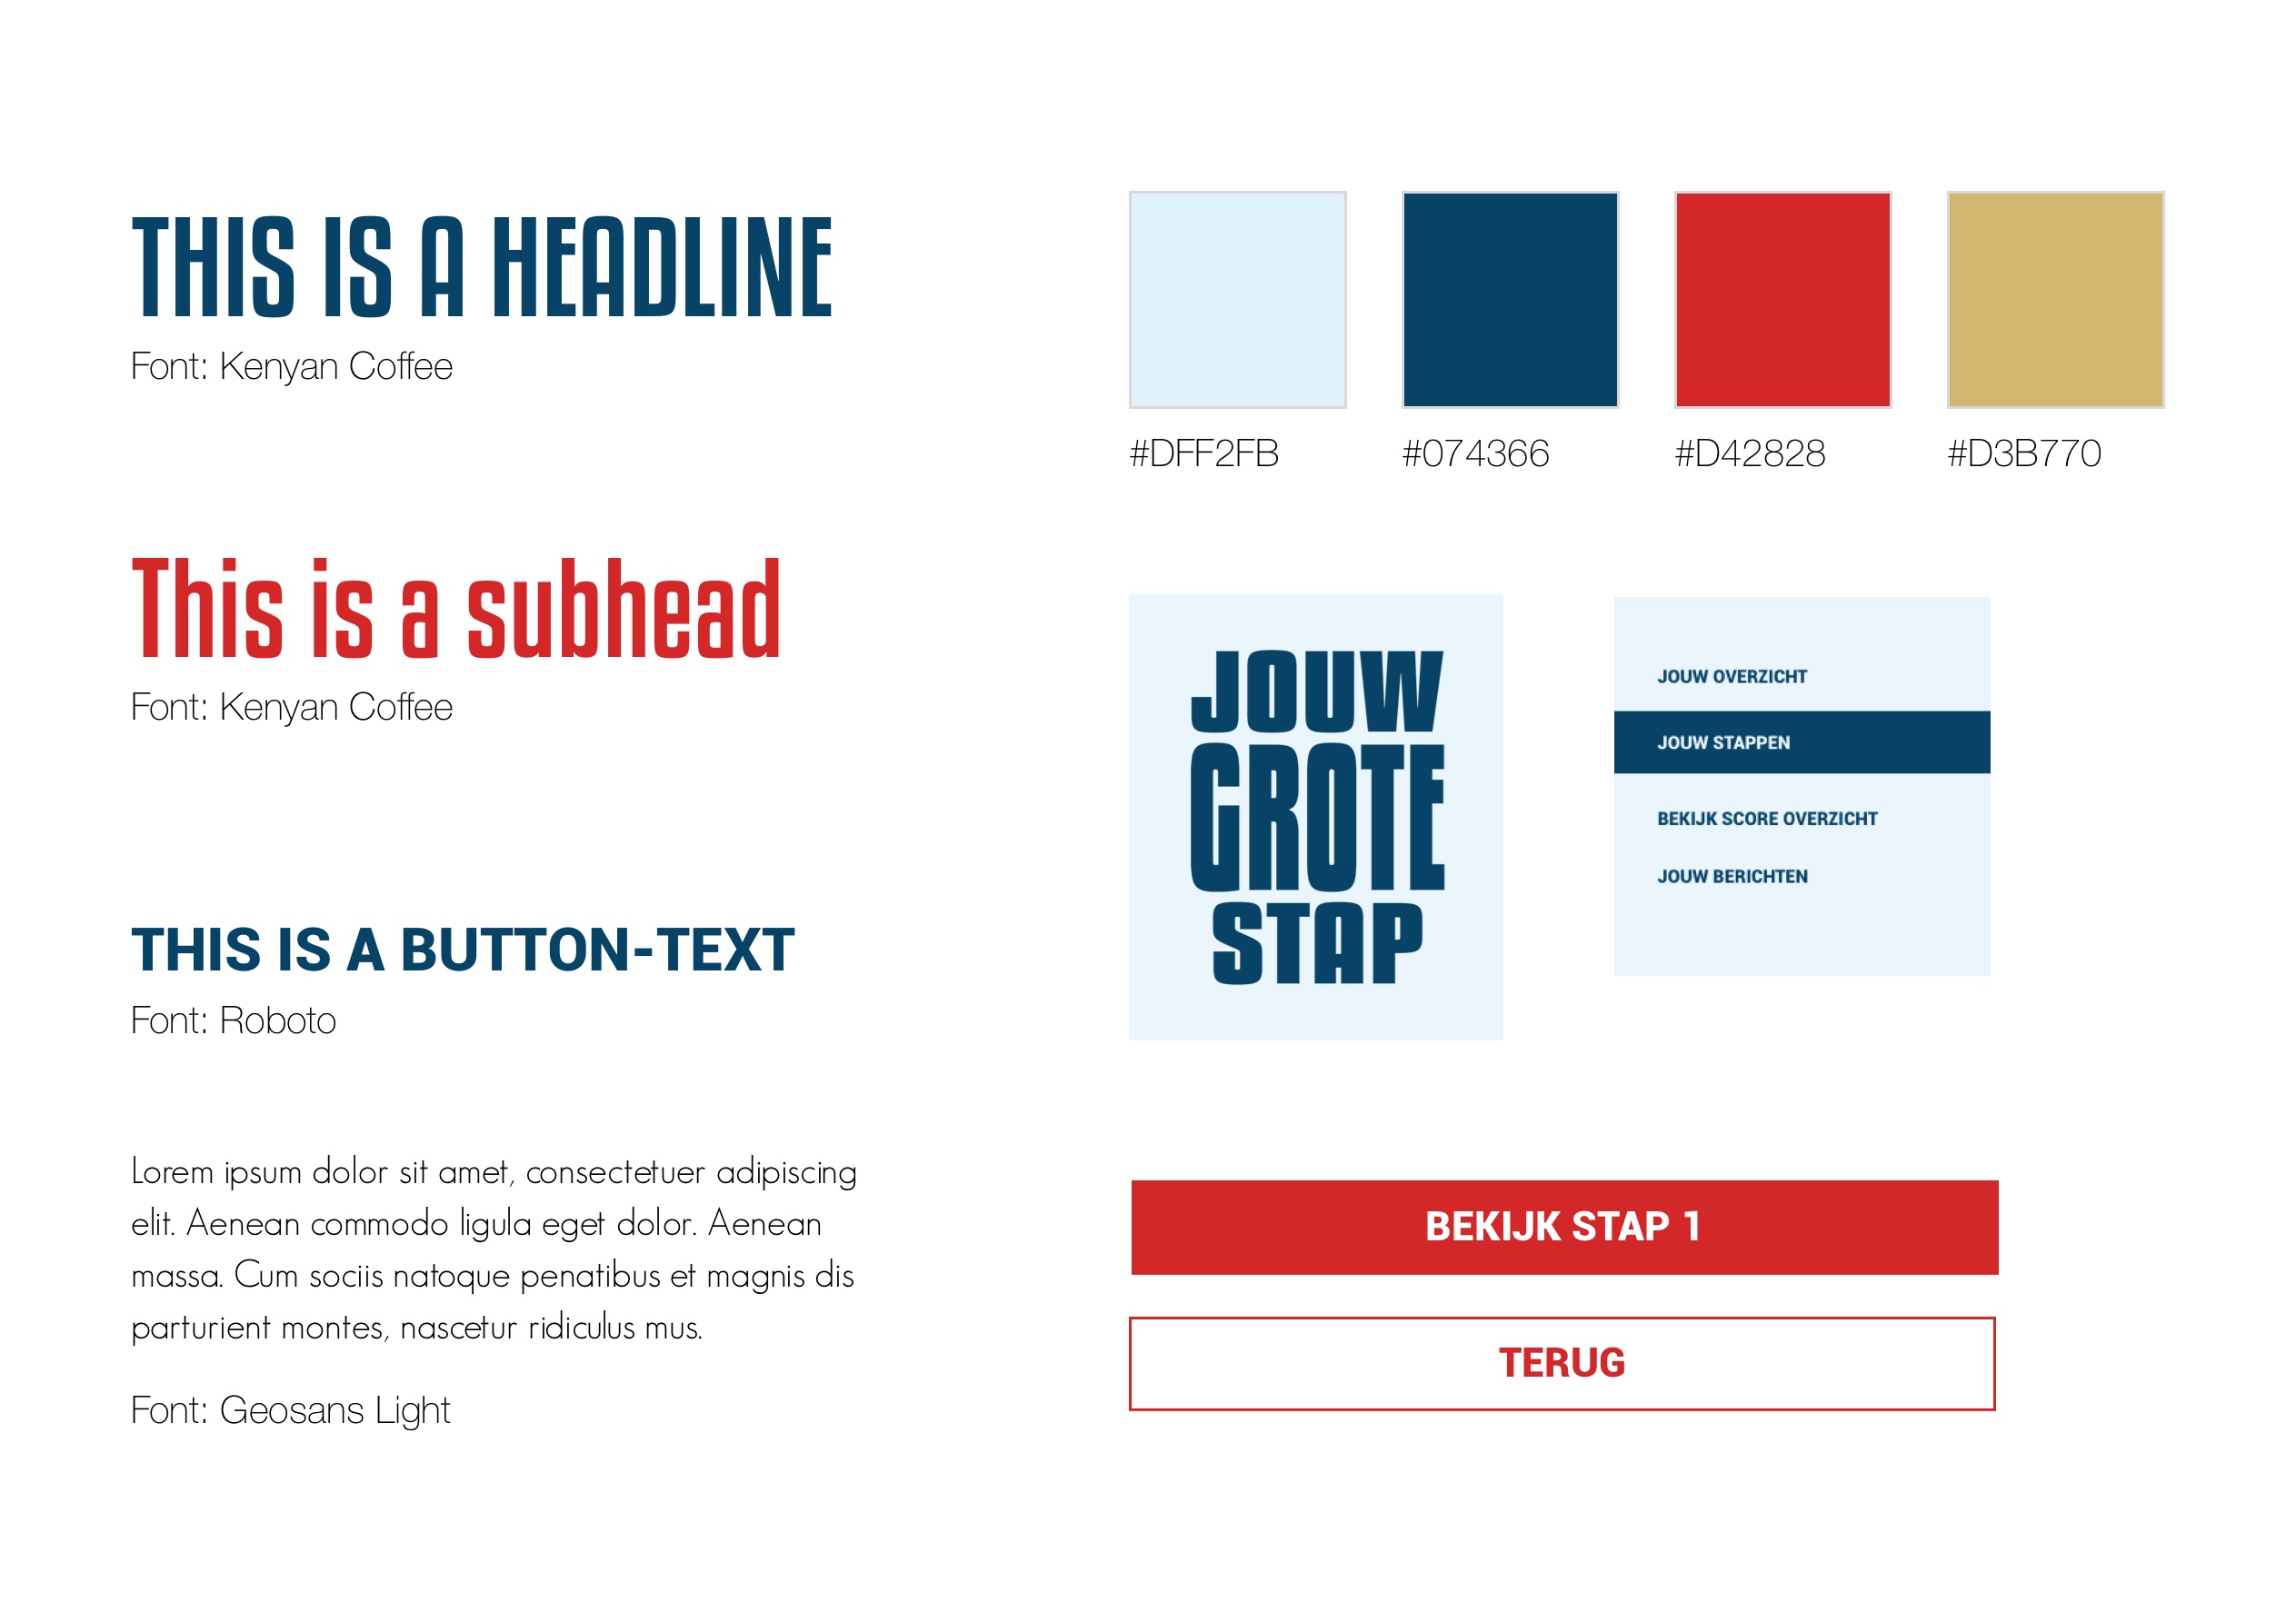 THIS IS A HEADLINE
Font: Kenyan Coffee
This is a subhead
Font: Kenyan Coffee
THIS IS A BUTTON-TEXT
Font: Roboto
Lorem ipsum dolor sit amet, consectetuer adipiscing
elit. Aenean commodo ligula eget dolor. Aenean
massa. Cum sociis natoque penatibus et magnis dis
parturient montes, nascetur ridiculus mus.
Font: Geosans Light
#DFF2FB
#074366
#D42828
#D3B770
JOUW
GROTE
STAP
JOUW OVERZICHT
JOUW STAPPEN
BEKIJK SCORE OVERZICHT
JOUW BERICHTEN
BEKIJK STAP 1
TERUG